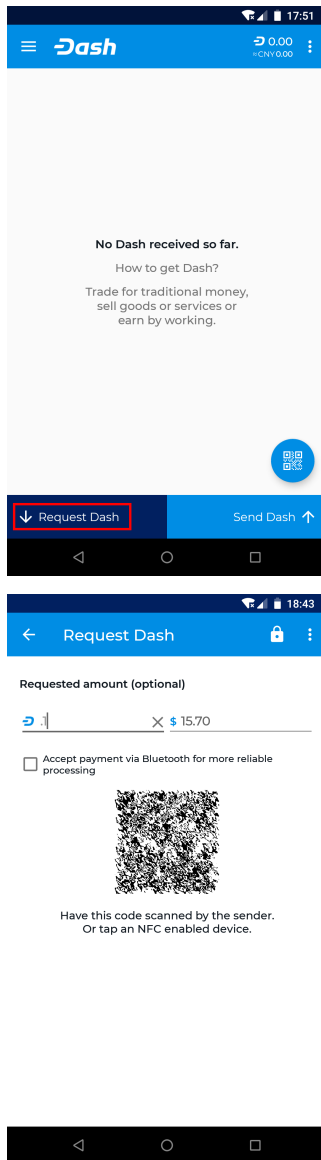 17:51
Dash
0.00
≈CNY 0.00
No Dash received so far.
How to get Dash?
Trade for traditional money,
sell goods or services or
earn by working.
Request Dash
Send Dash
18:43
Request Dash
Requested amount (optional)
.1
$ 15.70
Accept payment via Bluetooth for more reliable
processing
Have this code scanned by the sender.
Or tap an NFC enabled device.